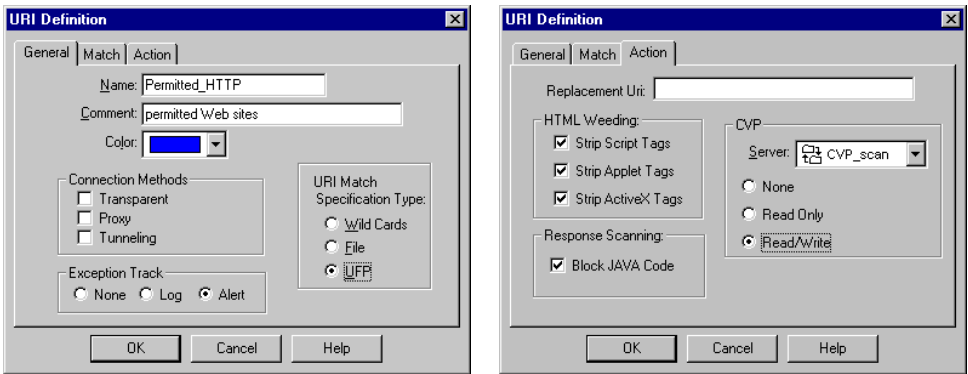 URI Definition
General Match Action
Name: Permitted_HTTP
Comment: permitted Web sites
Color:
Connection Methods
Transparent
Proxy
Tunneling
URI Match
Specification Type:
Wild Cards
File
UFP
Exception Track
None Log Alert
OK Cancel Help
URI Definition
General Match Action
Replacement Uri:
HTML Weeding:
Strip Script Tags
Strip Applet Tags
Strip ActiveX Tags
Response Scanning:
Block JAVA Code
CVP
Server: CVP_scan
None
Read Only
Read/Write
OK Cancel Help